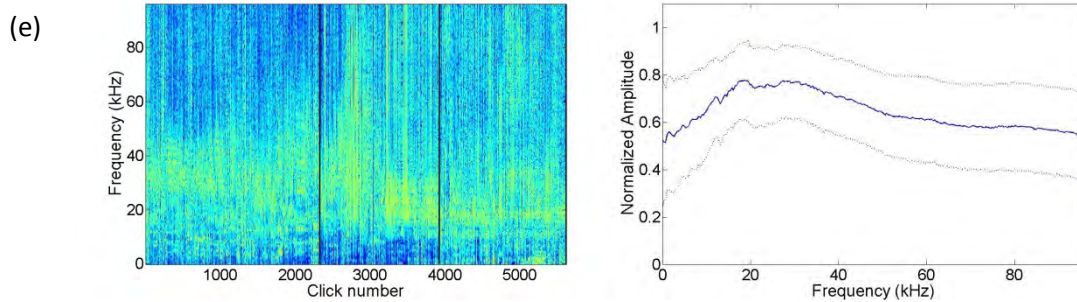 (e)
Frequency (kHz)
80
60
40
20
0
1000 2000 3000 4000 5000
Click number
Normalized Amplitude
1
0.8
0.6
0.4
0.2
0
0 20 40 60 80
Frequency (kHz)